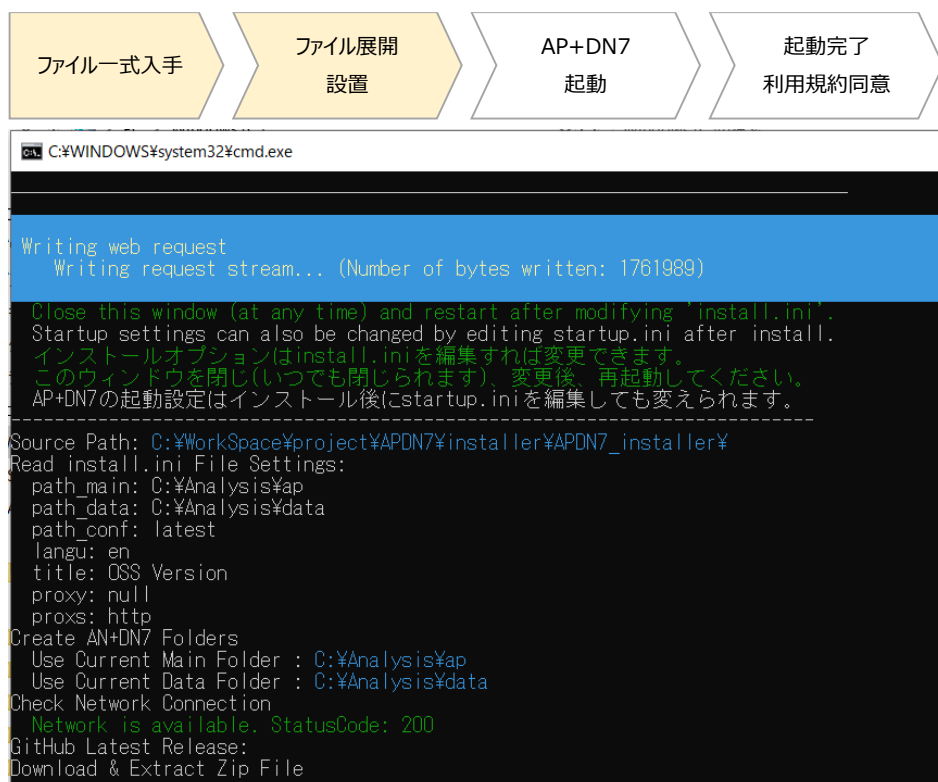 ファイル一式入手
ファイル展開
設置
AP+DN7
起動
起動完了
利用規約同意
C:¥WINDOWS¥system32¥cmd.exe
Writing web request
Writing request stream... (Number of bytes written: 1761989)
Close this window (at any time) and restart after modifying 'install.ini'.
Startup settings can also be changed by editing startup.ini after install.
インストールオプションはinstall.iniを編集すれば変更できます。
このウィンドウを閉じ(いつでも閉じられます)、変更後、再起動してください。
AP+DN7の起動設定はインストール後にstartup.iniを編集しても変えられます。
--------------------------------------------------------------------------
Source Path: C:¥WorkSpace¥project¥APDN7¥installer¥APDN7_installer¥
Read install.ini File Settings:
path_main: C:¥Analysis¥ap
path_data: C:¥Analysis¥data
path_conf: latest
langu: en
title: OSS Version
proxy: null
proxs: http
Create AN+DN7 Folders
Use Current Main Folder : C:¥Analysis¥ap
Use Current Data Folder : C:¥Analysis¥data
Check Network Connection
Network is available. StatusCode: 200
GitHub Latest Release:
Download & Extract Zip File